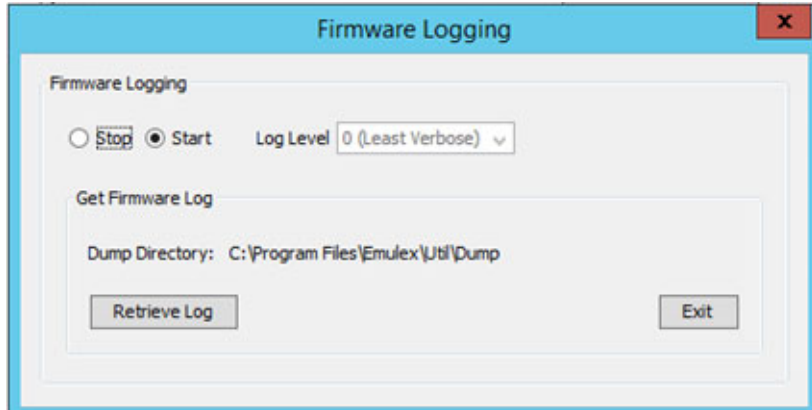 Firmware Logging
x
Firmware Logging
Stop Start Log Level 0 (Least Verbose)
Get Firmware Log
Dump Directory: C:\Program Files\Emulex\Util\Dump
Retrieve Log Exit